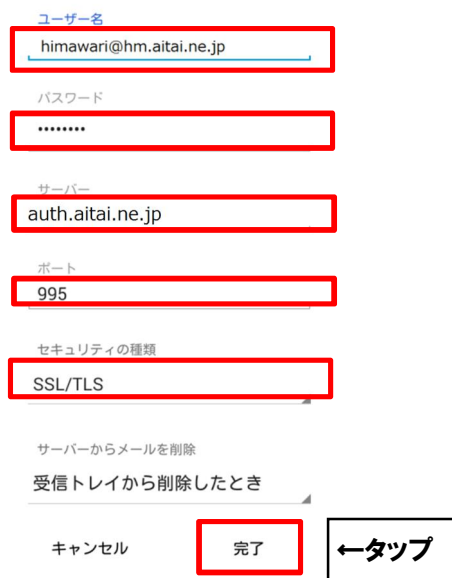 ユーザー名
himawari@hm.aitai.ne.jp
パスワード
••••••••
サーバー
auth.aitai.ne.jp
ポート
995
セキュリティの種類
SSL/TLS
サーバーからメールを削除
受信トレイから削除したとき
キャンセル 完了 ←タップ